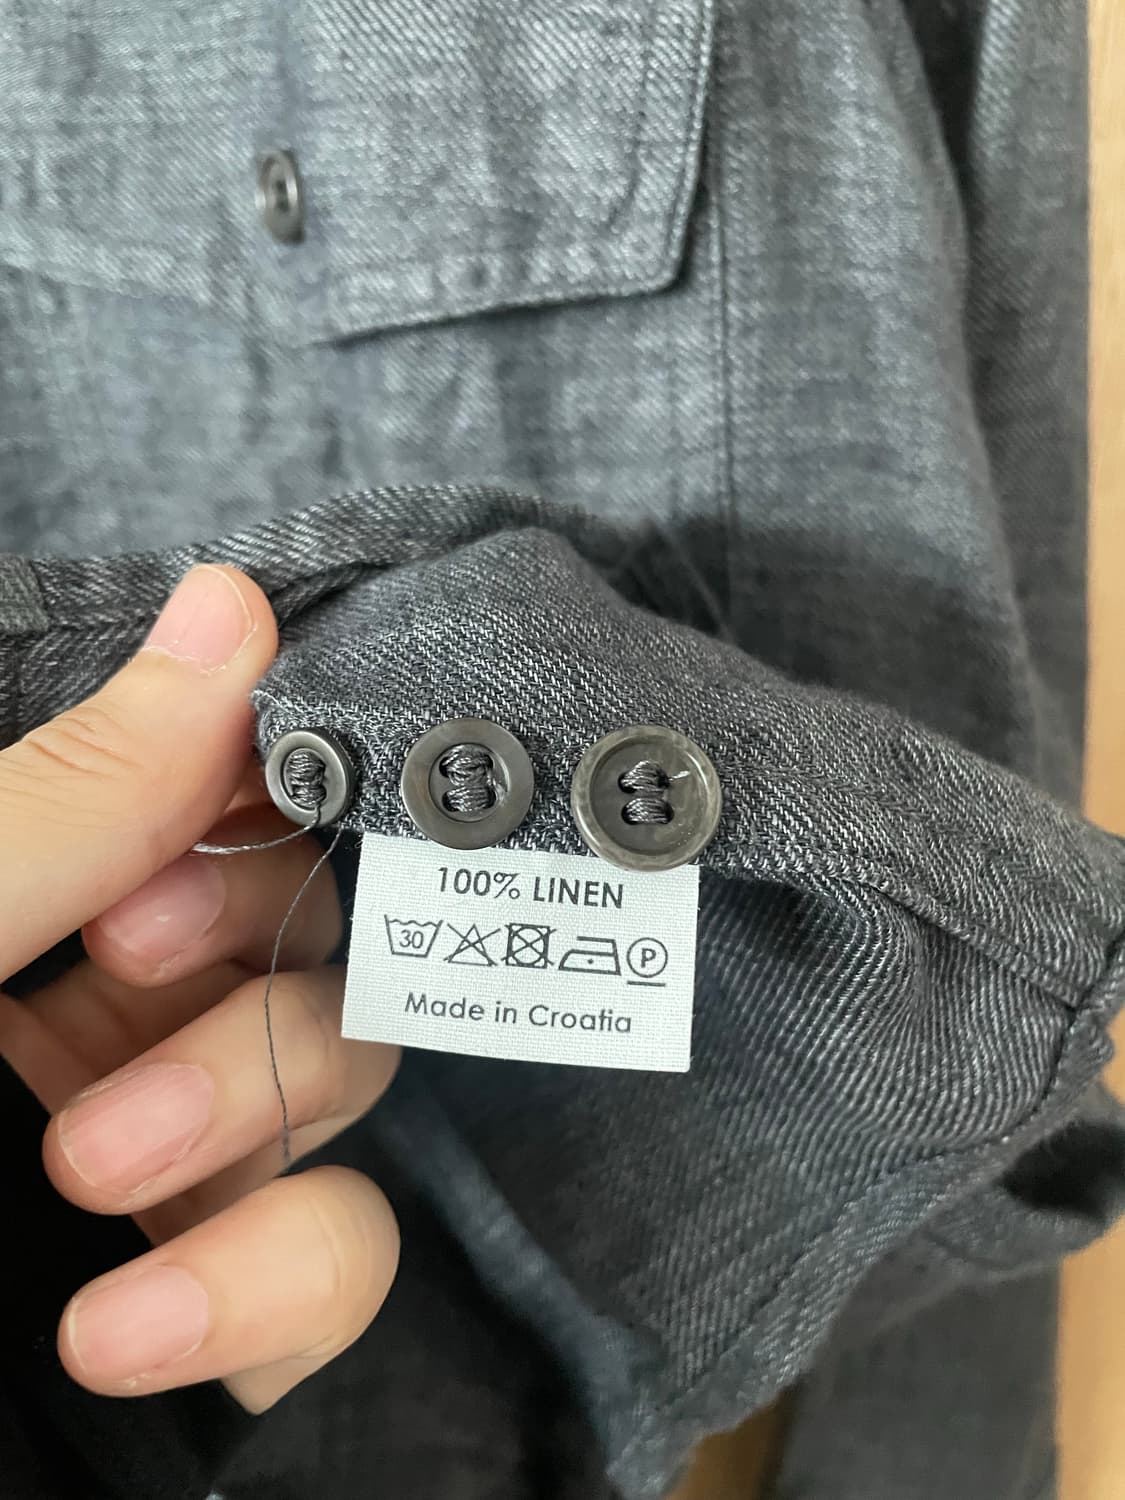 100% LINEN
30 P
Made in Croatia